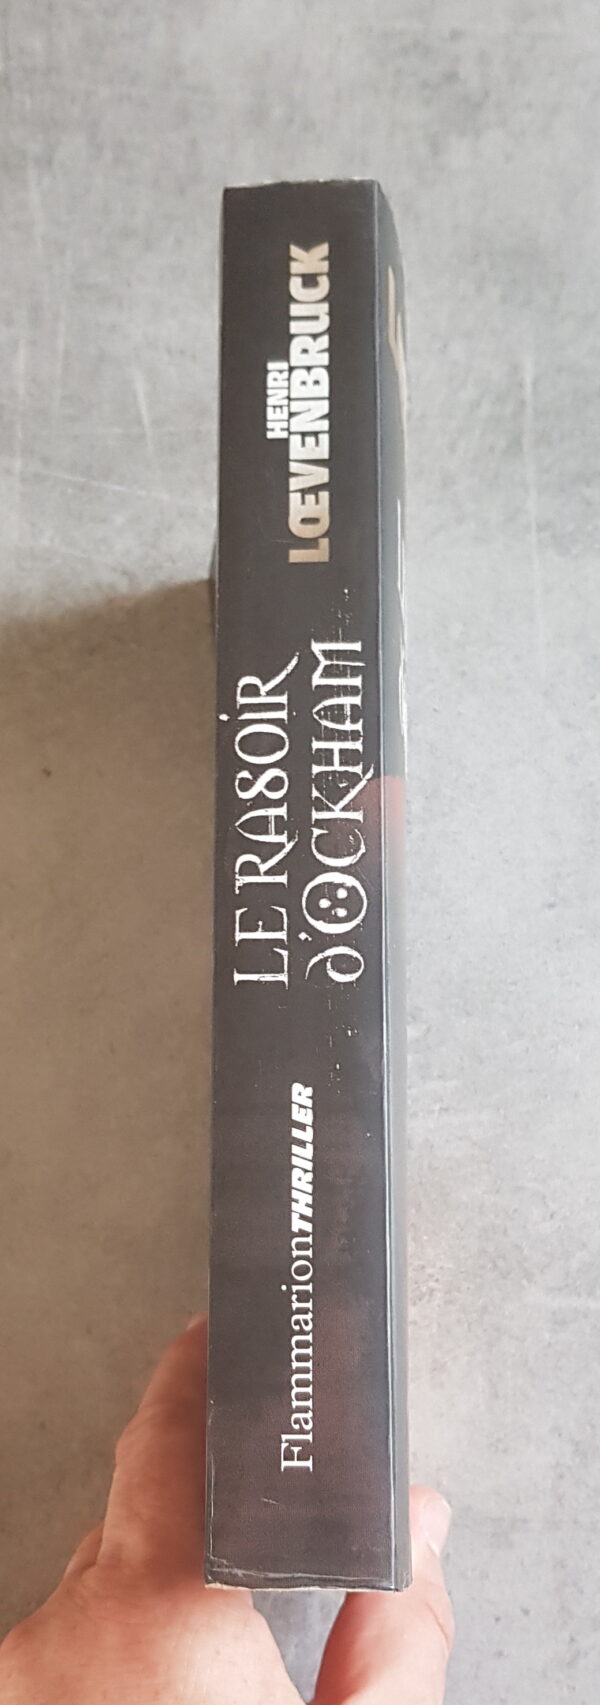 HENRI
LŒVENBRUCK
LE RASOIR
D'OCKHAM
FlammarionTHRILLER